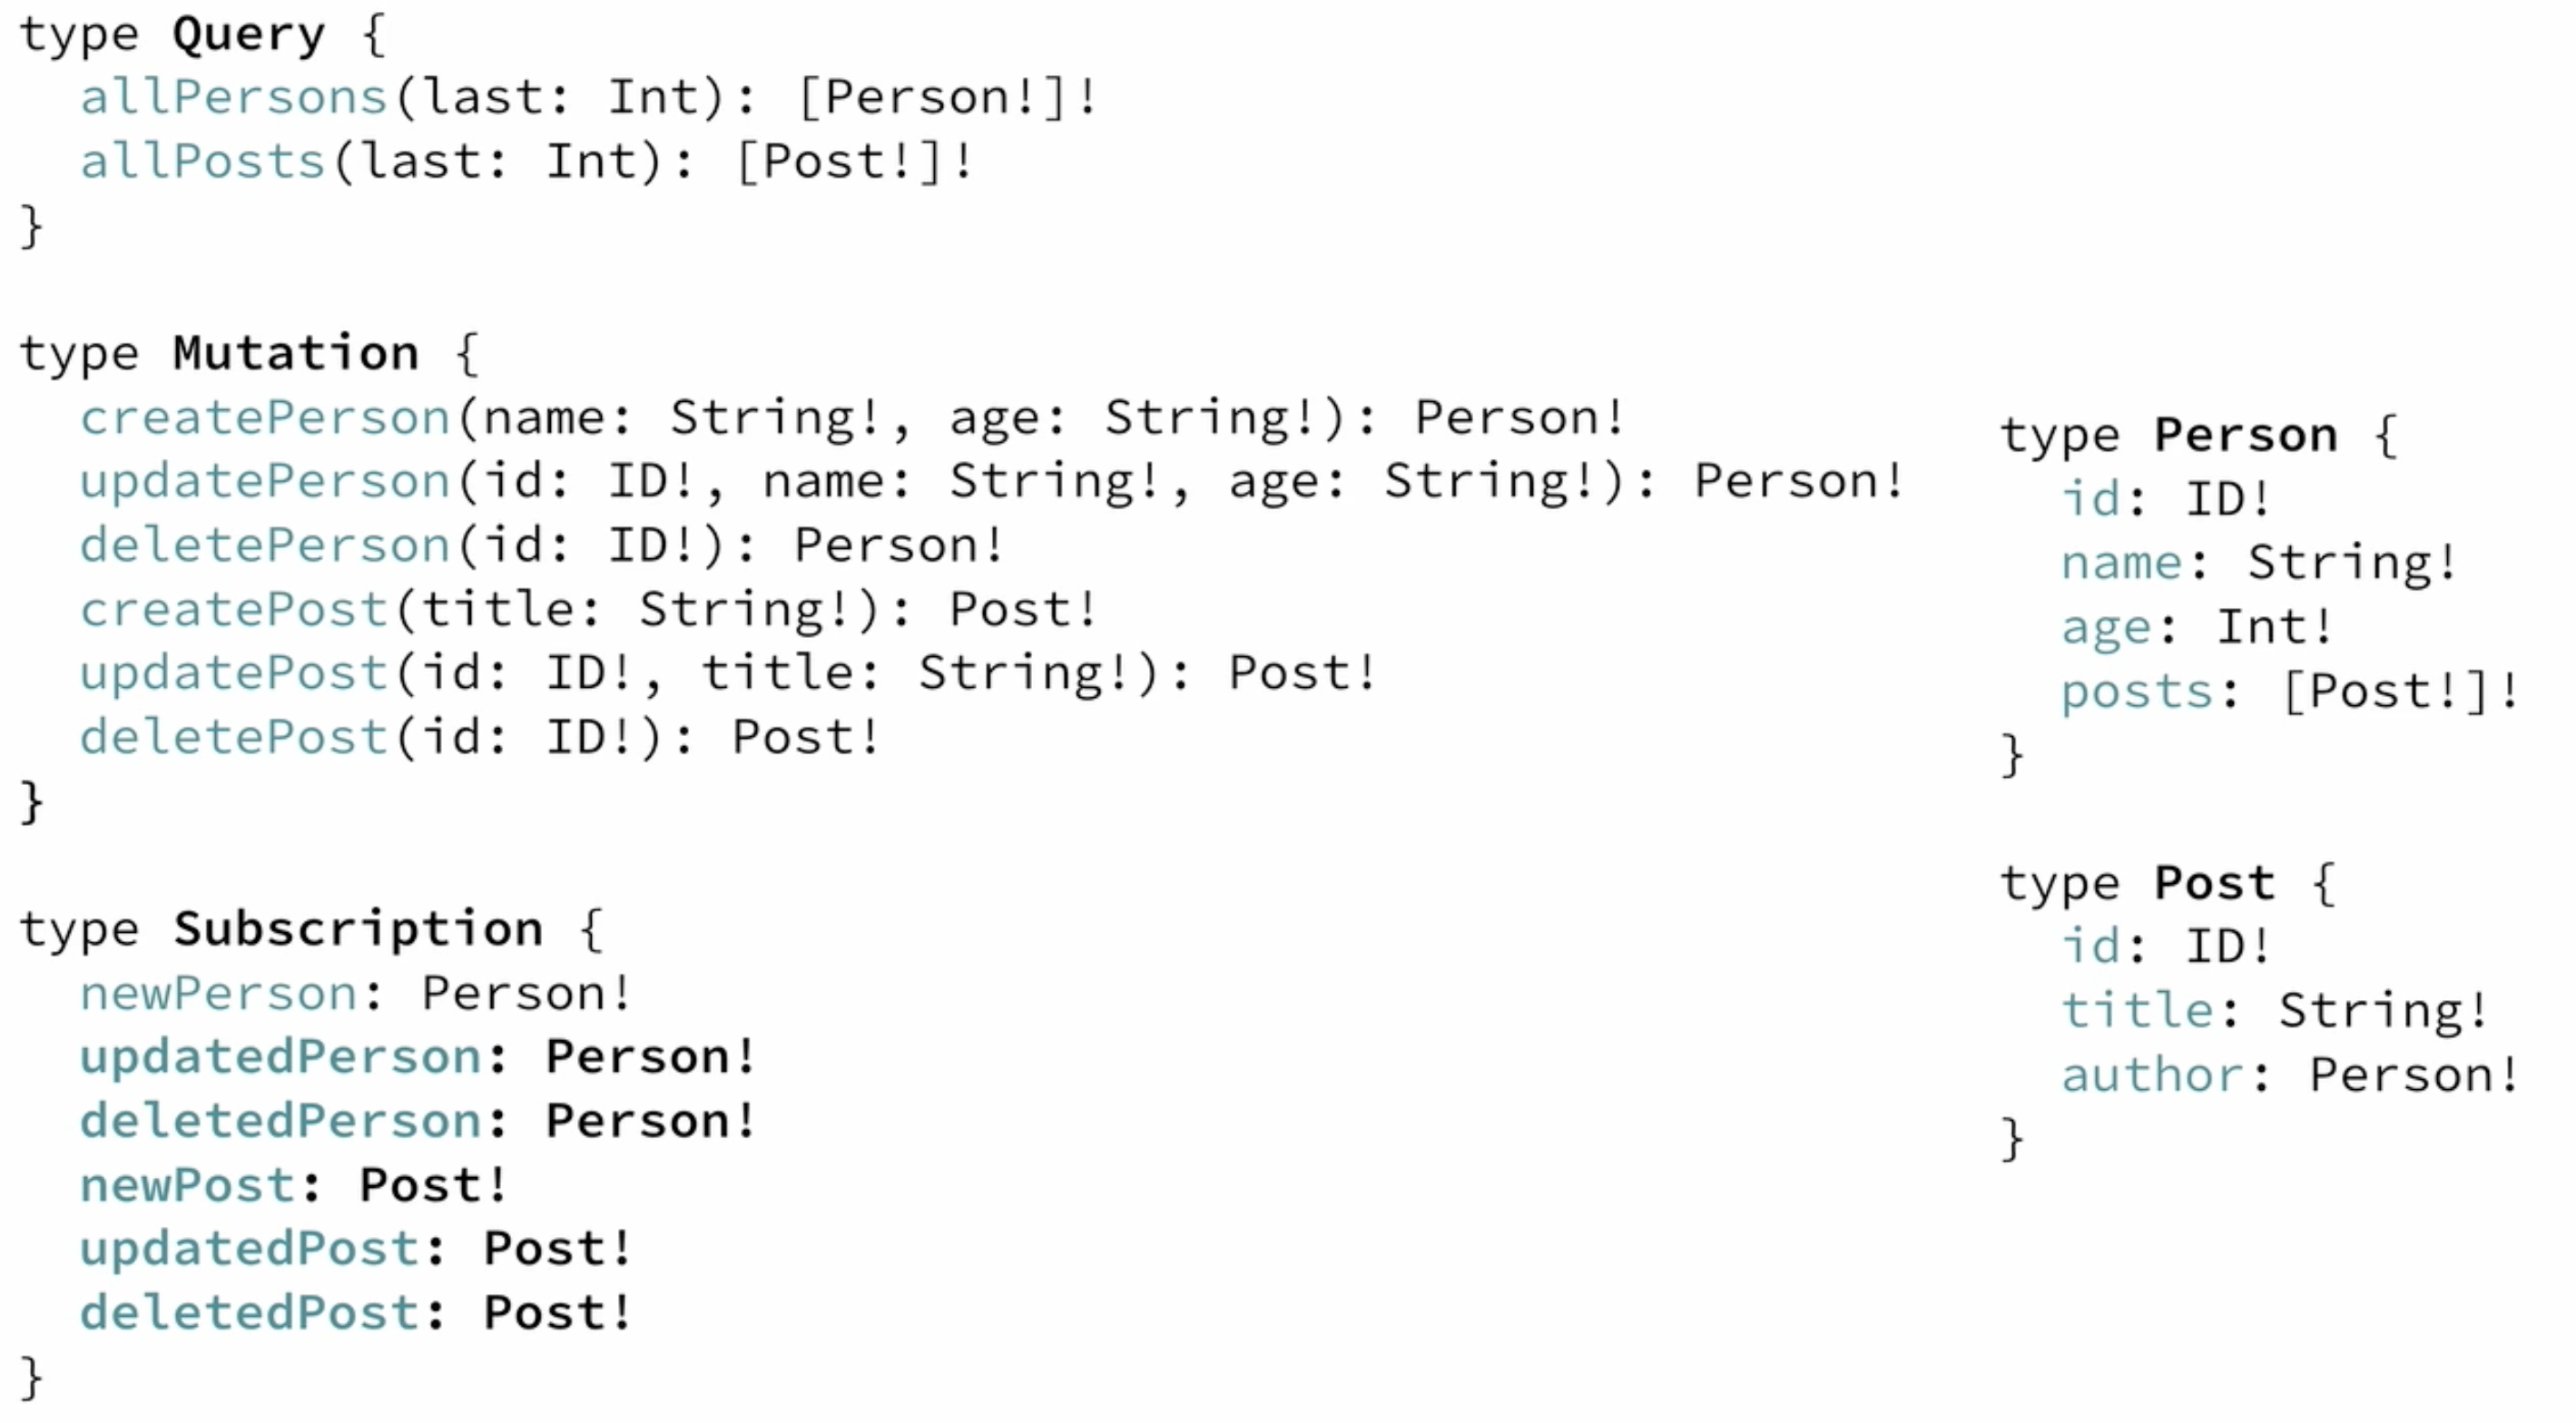 type Query {
  allPersons(last: Int): [Person!]!
  allPosts(last: Int): [Post!]!
}
type Mutation {
  createPerson(name: String!, age: String!): Person!
  updatePerson(id: ID!, name: String!, age: String!): Person!
  deletePerson(id: ID!): Person!
  createPost(title: String!): Post!
  updatePost(id: ID!, title: String!): Post!
  deletePost(id: ID!): Post!
}
type Subscription {
  newPerson: Person!
  updatedPerson: Person!
  deletedPerson: Person!
  newPost: Post!
  updatedPost: Post!
  deletedPost: Post!
}
type Person {
  id: ID!
  name: String!
  age: Int!
  posts: [Post!]!
}
type Post {
  id: ID!
  title: String!
  author: Person!
}